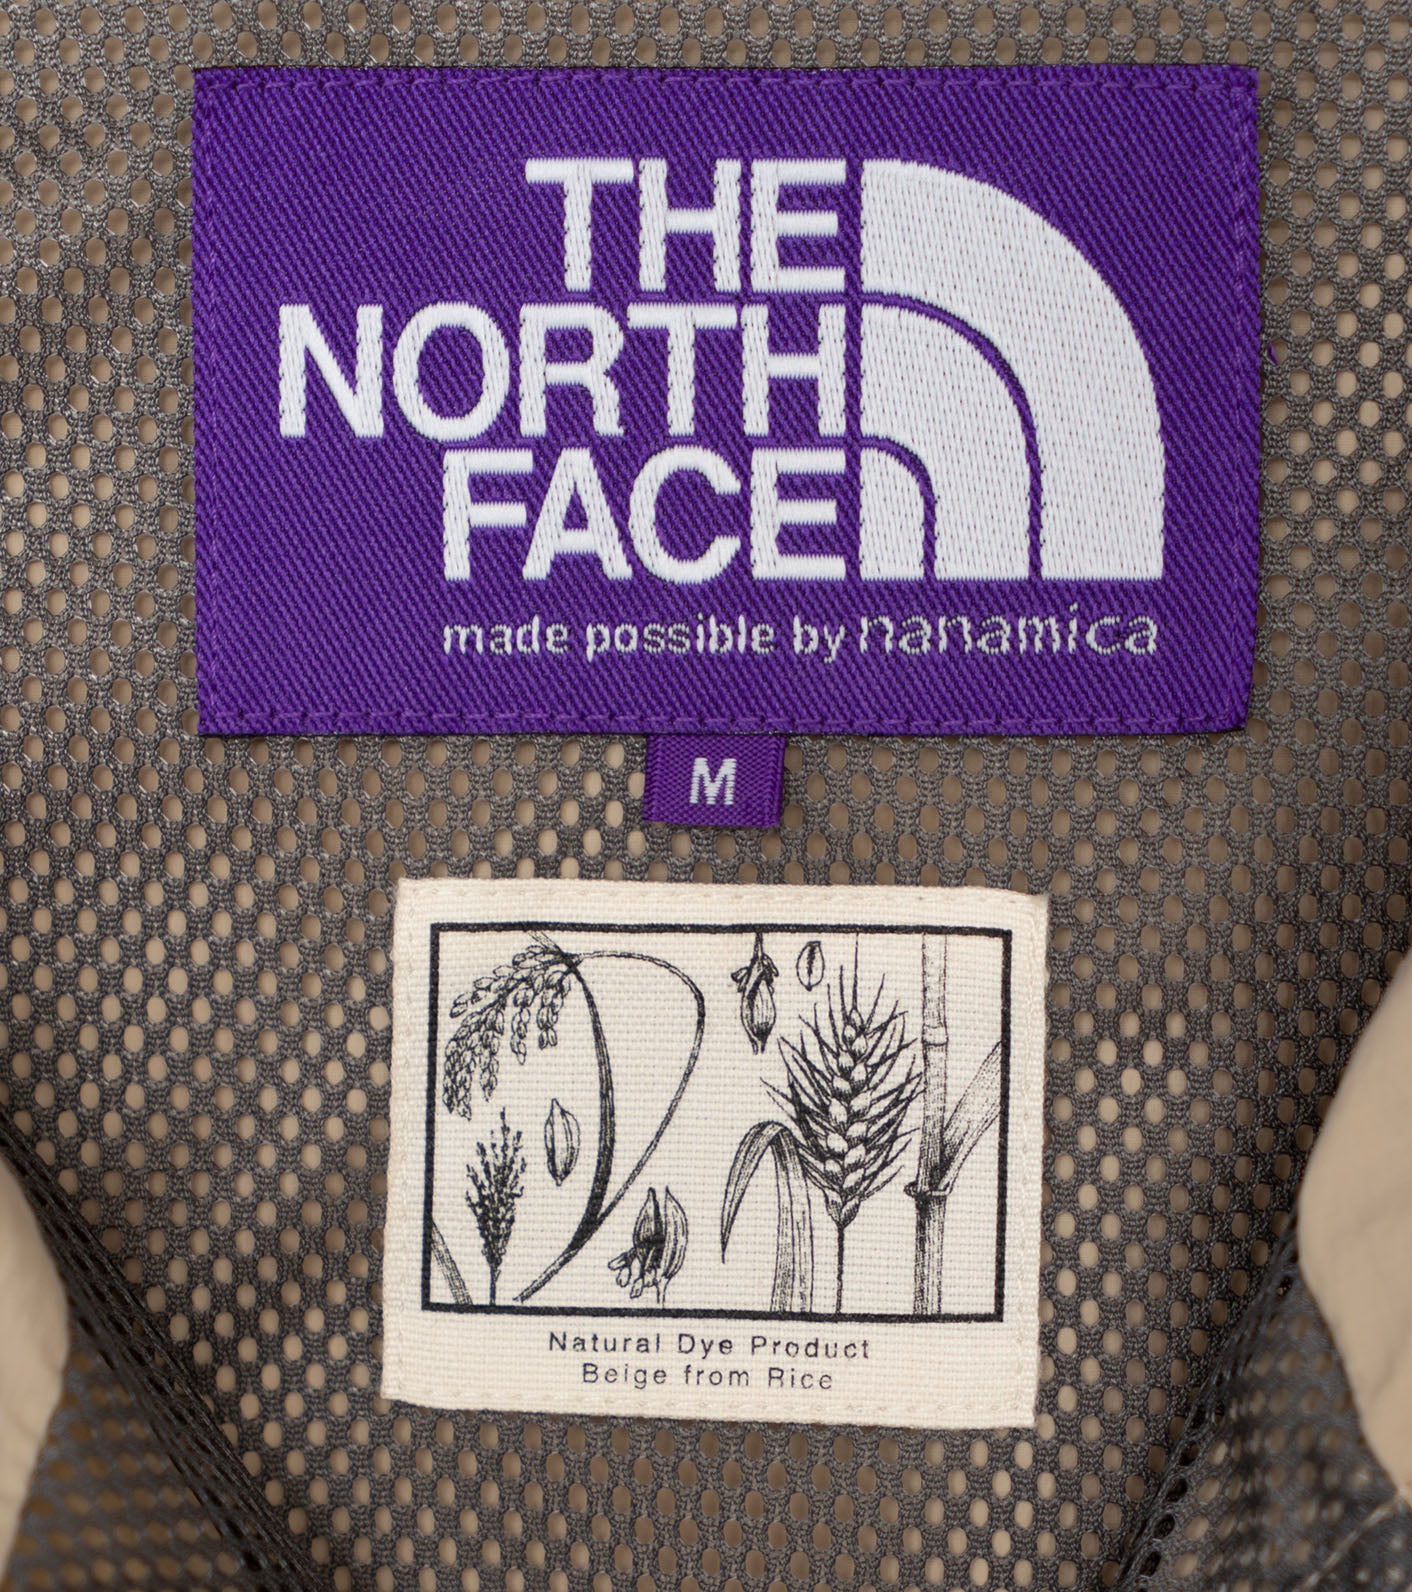 THE
NORTH
FACE
made possible by nanamica
M
Natural Dye Product
Beige from Rice